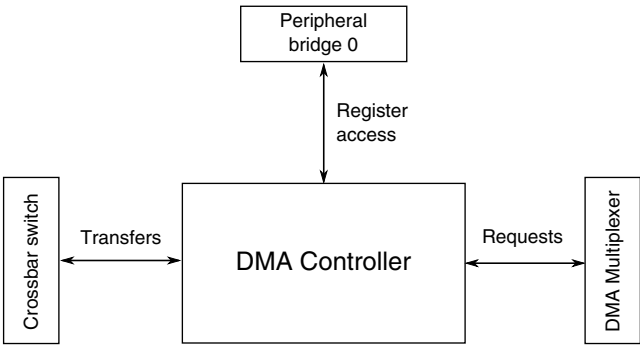 Peripheral
bridge 0
Register
access
Crossbar switch
Transfers
DMA Controller
Requests
DMA Multiplexer